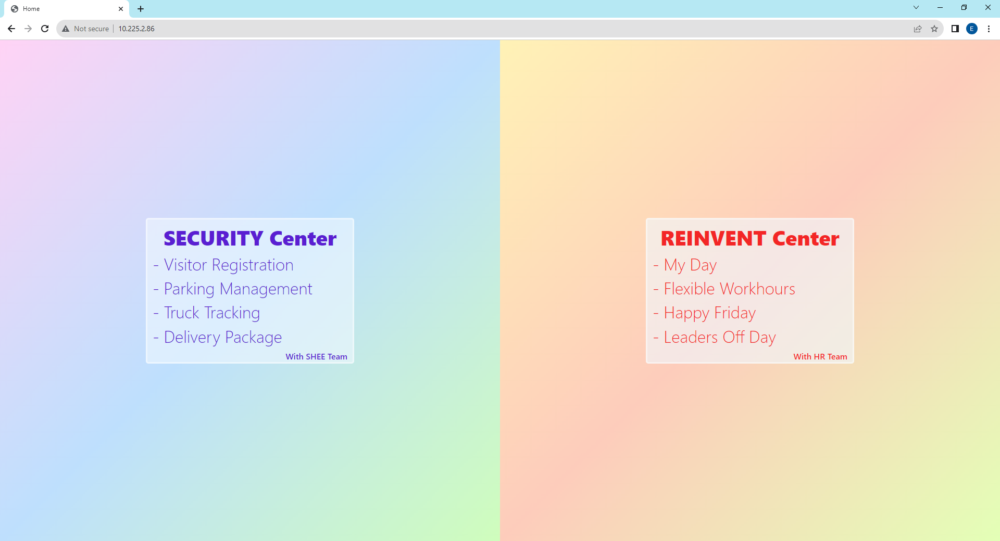 Home
Not secure
10.225.2.86
E
SECURITY Center
- Visitor Registration
- Parking Management
- Truck Tracking
- Delivery Package
With SHEE Team
REINVENT Center
- My Day
- Flexible Workhours
- Happy Friday
- Leaders Off Day
With HR Team